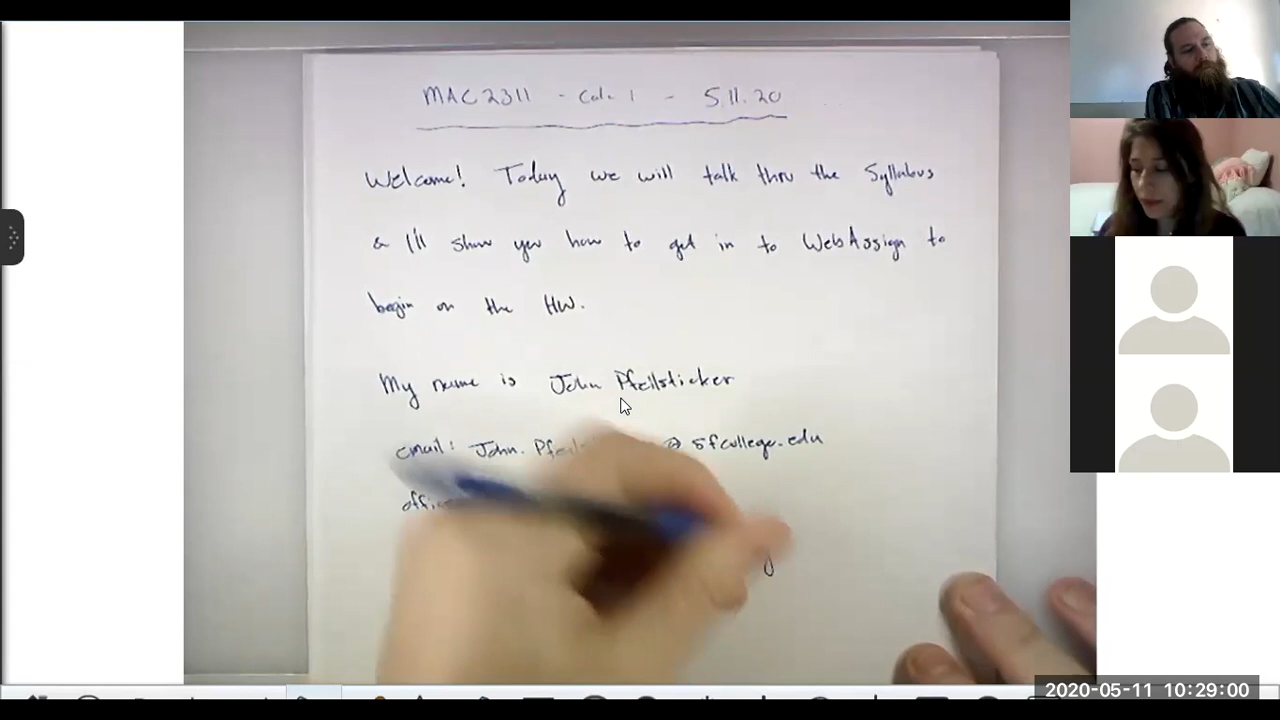 MAC2311 - Calc 1 - 5.11.20
Welcome! Today we will talk thru the Syllabus
& I'll show you how to get in to WebAssign to
begin on the HW.
My name is John Pfeilsticker
email: John. @ sfcollege.edu
2020-05-11 10:29:00